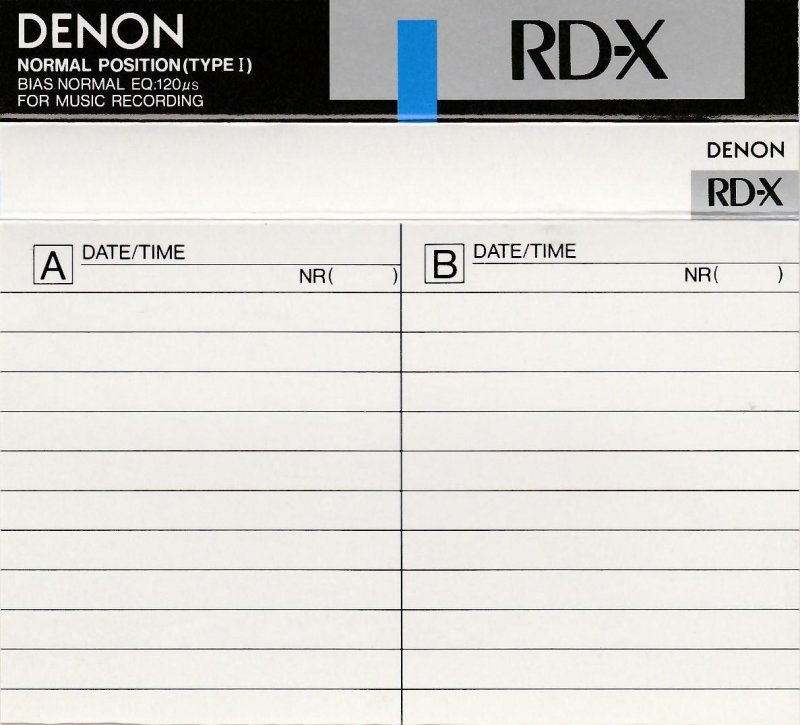 DENON
NORMAL POSITION (TYPE I)
BIAS NORMAL EQ:120μs
FOR MUSIC RECORDING
RD-X
DENON
RD-X
A DATE/TIME
NR( )
B DATE/TIME
NR( )